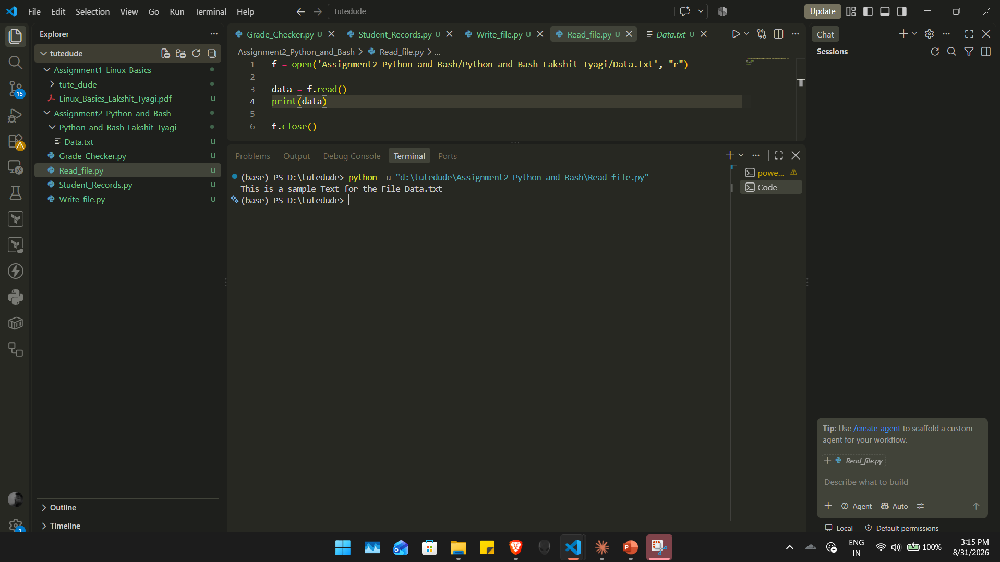 File Edit Selection View Go Run Terminal Help
tutedude
Update
Explorer
tutedude
Assignment1_Linux_Basics
tute_dude
Linux_Basics_Lakshit_Tyagi.pdf U
Assignment2_Python_and_Bash
Python_and_Bash_Lakshit_Tyagi
Data.txt U
Grade_Checker.py U
Read_file.py U
Student_Records.py U
Write_file.py U
15
Outline
Timeline
1
Grade_Checker.py U Student_Records.py U Write_file.py U Read_file.py U Data.txt U
Assignment2_Python_and_Bash > Read_file.py > ...
1 f = open('Assignment2_Python_and_Bash/Python_and_Bash_Lakshit_Tyagi/Data.txt', "r")
2
3 data = f.read()
4 print(data)
5
6 f.close()
Problems Output Debug Console Terminal Ports
(base) PS D:\tutedude> python -u "d:\tutedude\Assignment2_Python_and_Bash\Read_file.py"
This is a sample Text for the File Data.txt
(base) PS D:\tutedude>
powe...
Code
Chat
Sessions
Tip: Use /create-agent to scaffold a custom
agent for your workflow.
Read_file.py
Describe what to build
Agent Auto
Local Default permissions
ENG
IN
100%
3:15 PM
8/31/2026